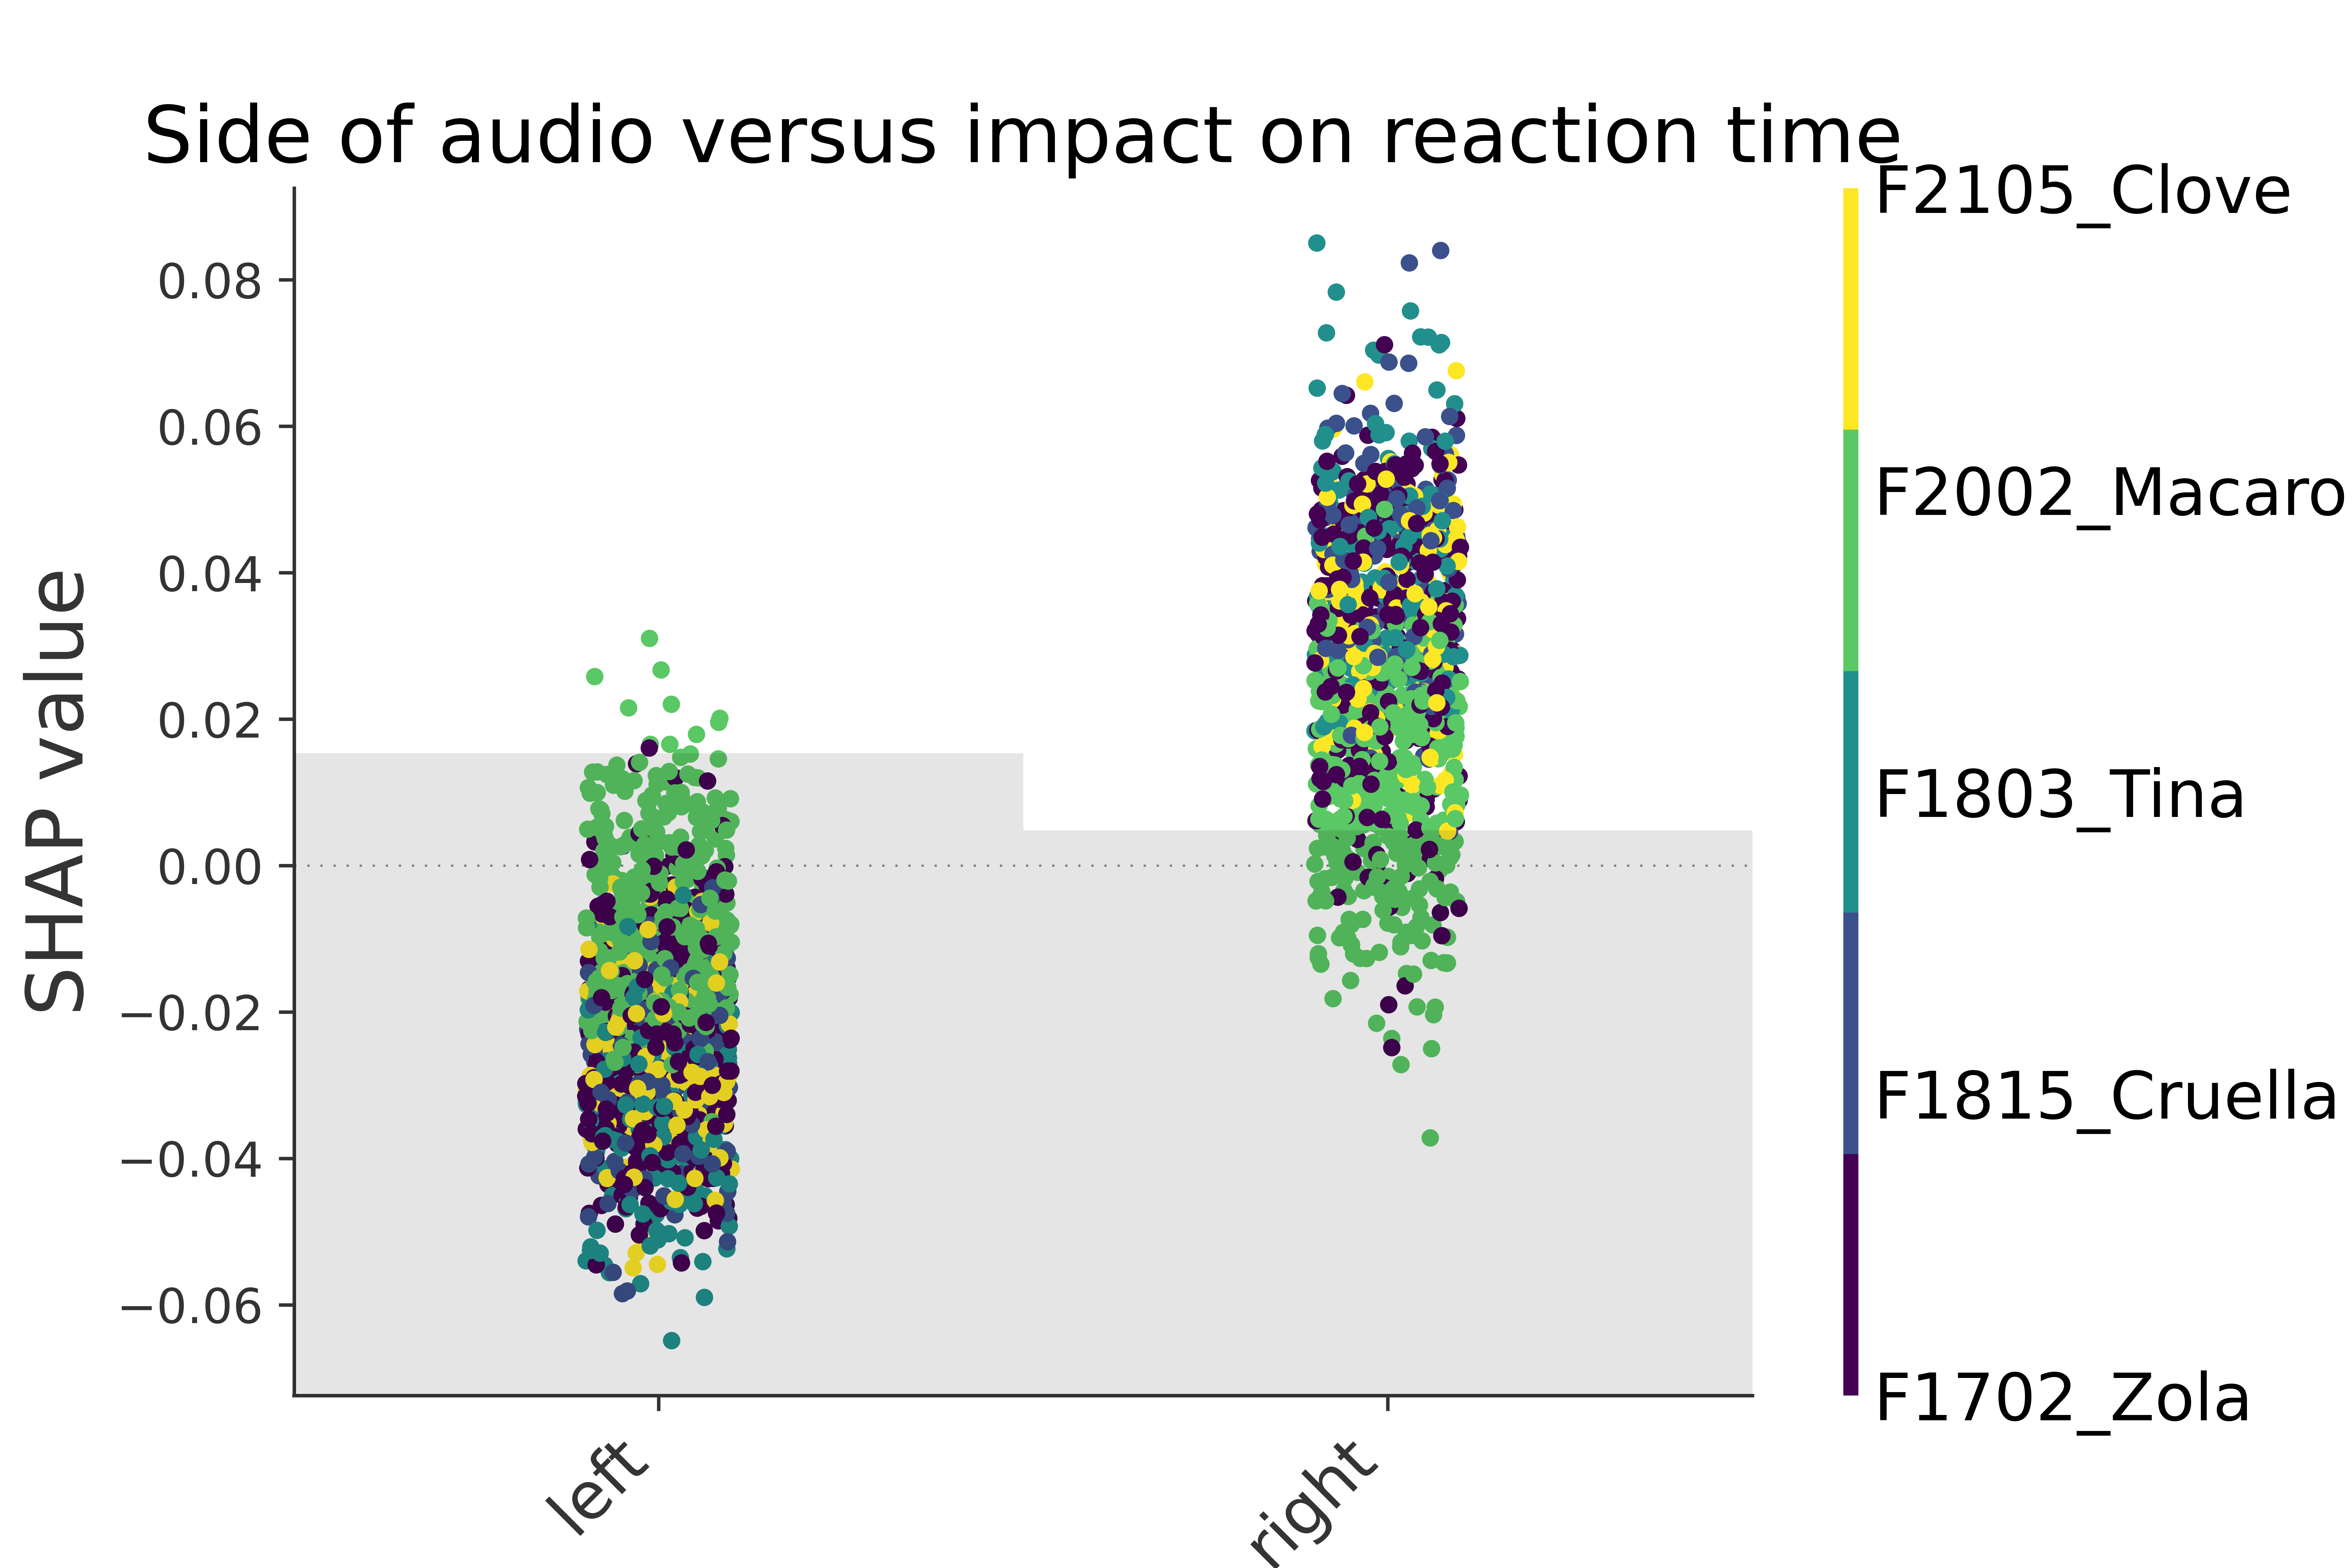 Side of audio versus impact on reaction time
SHAP value
0.08
0.06
0.04
0.02
0.00
−0.02
−0.04
−0.06
left
right
F2105_Clove
F2002_Macaro
F1803_Tina
F1815_Cruella
F1702_Zola